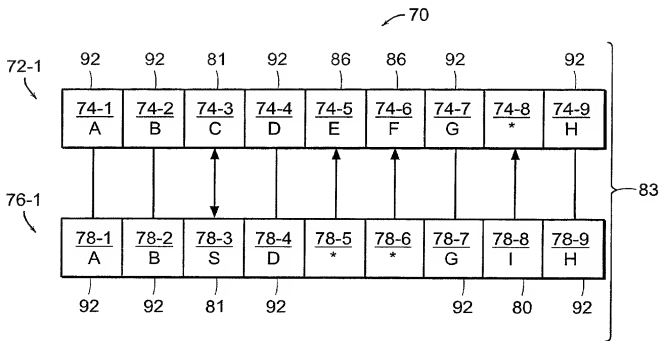 70
92 92 81 92 86 86 92 92
72-1
74-1 74-2 74-3 74-4 74-5 74-6 74-7 74-8 74-9
A B C D E F G * H
83
76-1
78-1 78-2 78-3 78-4 78-5 78-6 78-7 78-8 78-9
A B S D * * G I H
92 92 81 92 92 80 92